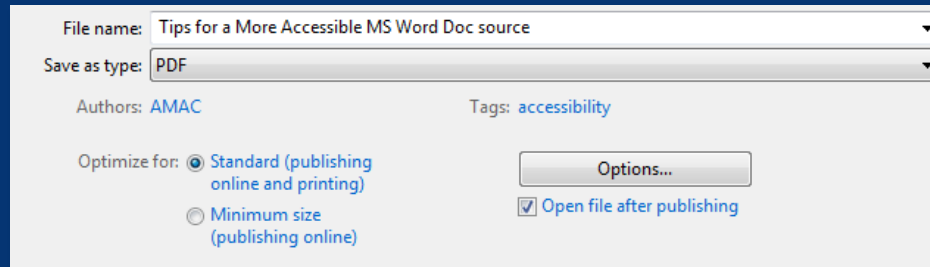 File name: Tips for a More Accessible MS Word Doc source
Save as type: PDF
Authors: AMAC Tags: accessibility
Optimize for: Standard (publishing
online and printing)
Minimum size
(publishing online)
Options...
Open file after publishing